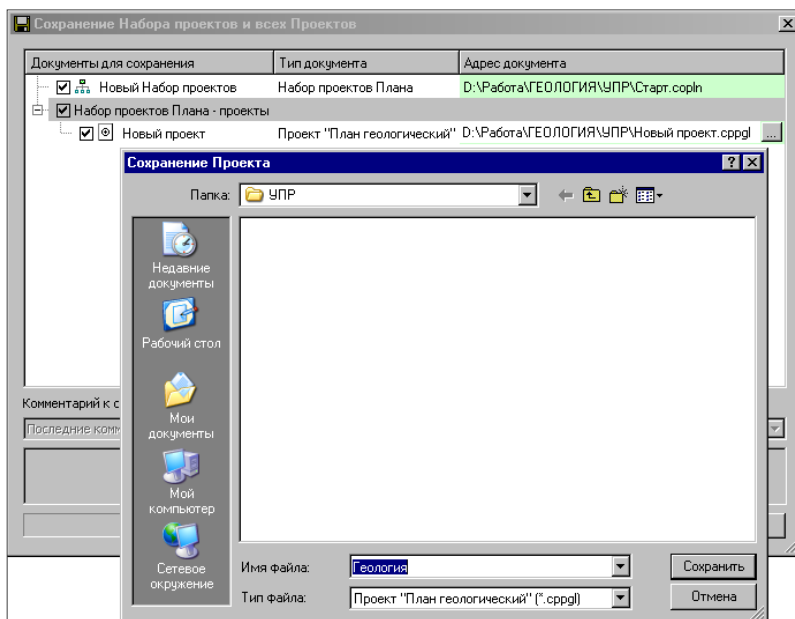 Сохранение Набора проектов и всех Проектов
Документы для сохранения Тип документа Адрес документа
Новый Набор проектов Набор проектов Плана D:\Работа\ГЕОЛОГИЯ\УПР\Старт.copln
Набор проектов Плана - проекты
Новый проект Проект "План геологический" D:\Работа\ГЕОЛОГИЯ\УПР\Новый проект.cppgl ...
Сохранение Проекта
Папка: УПР
Недавние
документы
Рабочий стол
Мои
документы
Мой
компьютер
Сетевое
окружение
Комментарий к с
Последние комм
Имя файла: Геология Сохранить
Тип файла: Проект "План геологический" (*.cppgl) Отмена